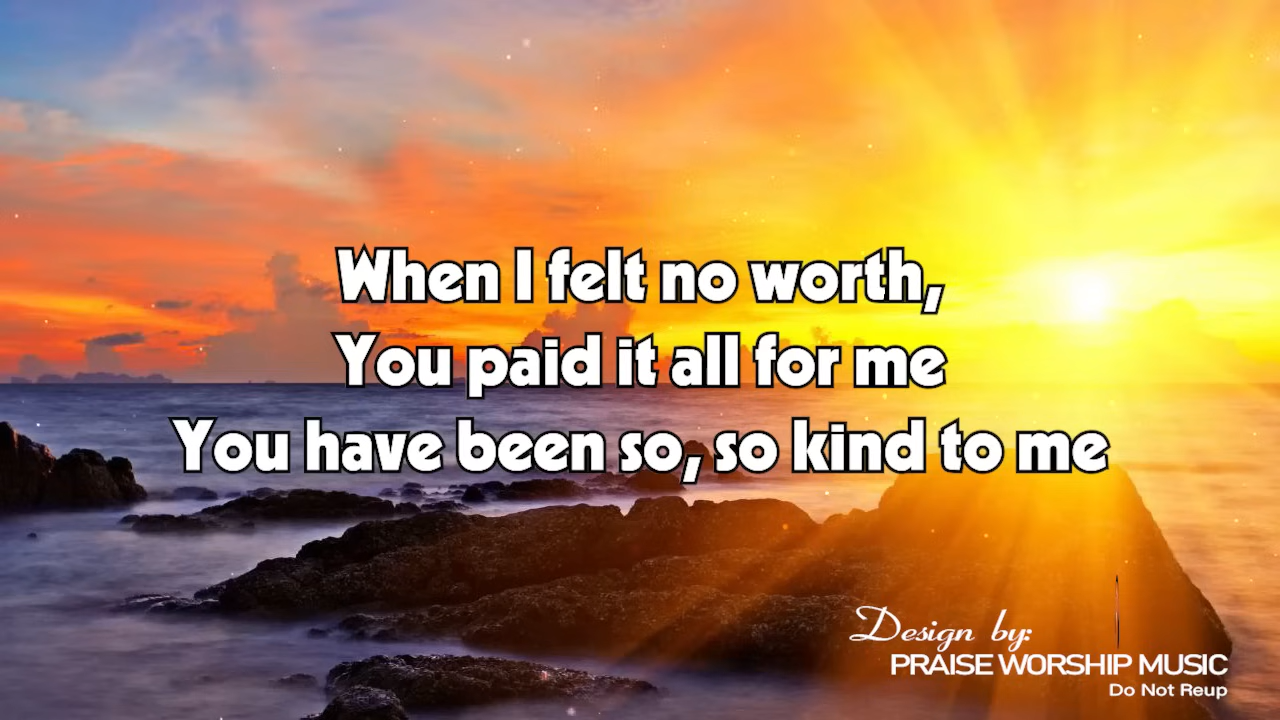 When I felt no worth,
You paid it all for me
You have been so, so kind to me
Design by:
PRAISE WORSHIP MUSIC
Do Not Reup